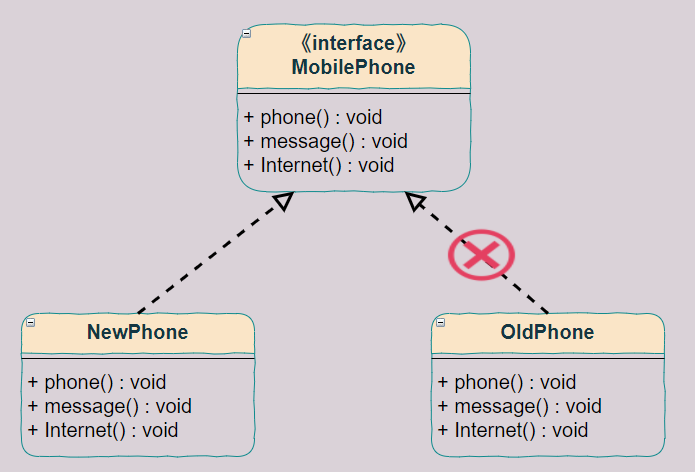 《interface》
MobilePhone
+ phone() : void
+ message() : void
+ Internet() : void
NewPhone
+ phone() : void
+ message() : void
+ Internet() : void
OldPhone
+ phone() : void
+ message() : void
+ Internet() : void